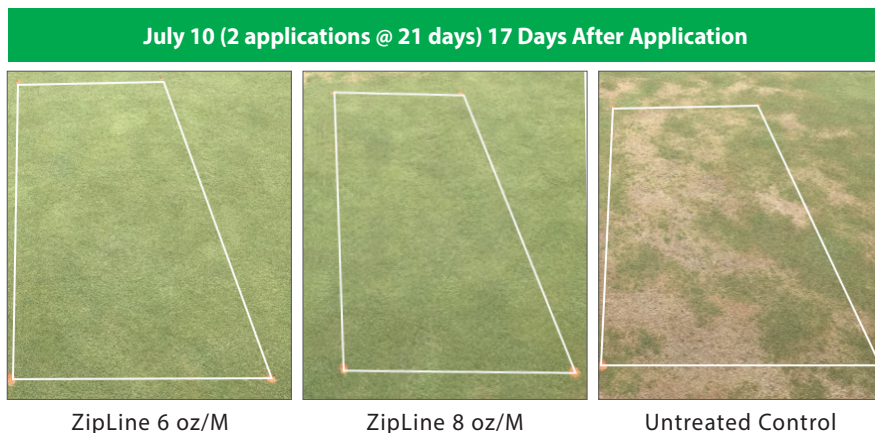 July 10 (2 applications @ 21 days) 17 Days After Application
ZipLine 6 oz/M
ZipLine 8 oz/M
Untreated Control